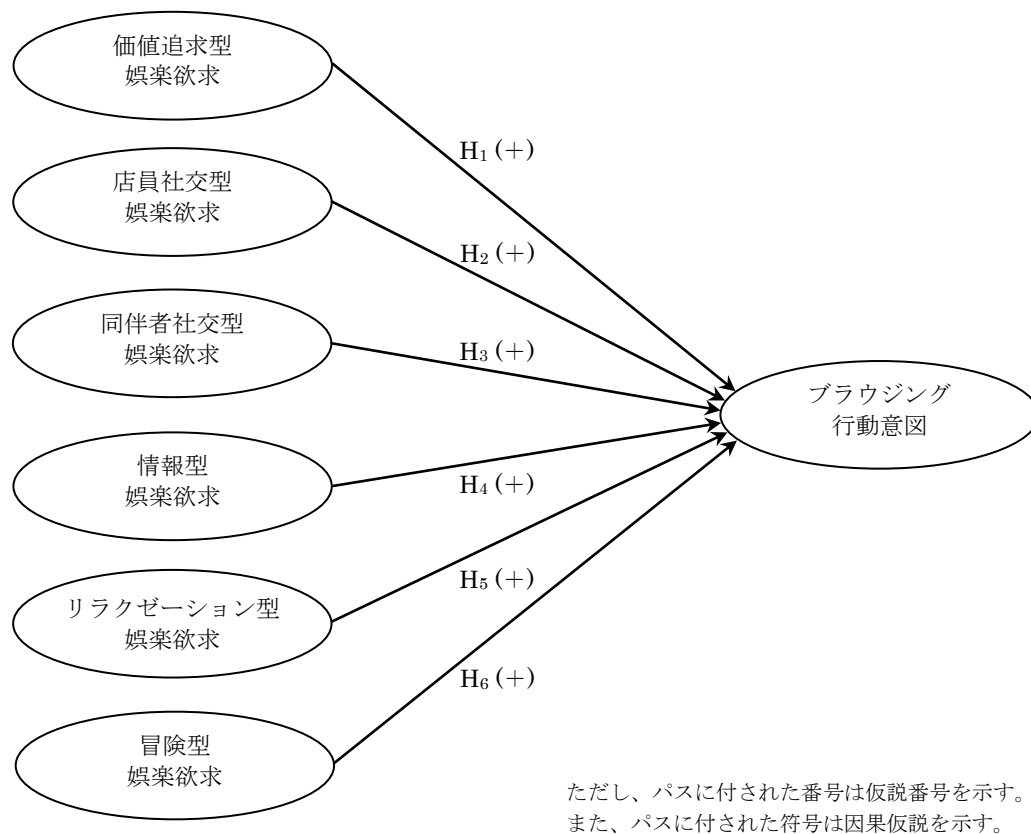 価値追求型
娯楽欲求
H₁ (+)
店員社交型
娯楽欲求
H₂ (+)
同伴者社交型
娯楽欲求
H₃ (+)
ブラウジング
行動意図
情報型
娯楽欲求
H₄ (+)
リラクゼーション型
娯楽欲求
H₅ (+)
H₆ (+)
冒険型
娯楽欲求
ただし、パスに付された番号は仮説番号を示す。
また、パスに付された符号は因果仮説を示す。